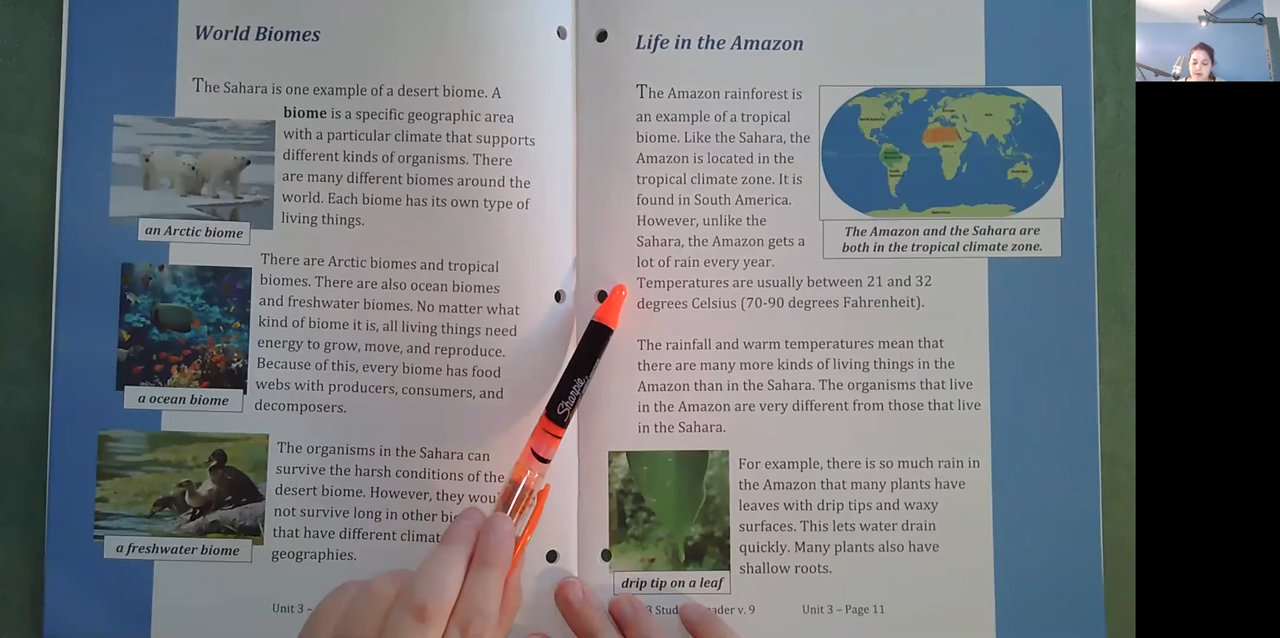 World Biomes
The Sahara is one example of a desert biome. A
biome is a specific geographic area
with a particular climate that supports
different kinds of organisms. There
are many different biomes around the
world. Each biome has its own type of
living things.
an Arctic biome
There are Arctic biomes and tropical
biomes. There are also ocean biomes
and freshwater biomes. No matter what
kind of biome it is, all living things need
energy to grow, move, and reproduce.
Because of this, every biome has food
webs with producers, consumers, and
decomposers.
a ocean biome
The organisms in the Sahara can
survive the harsh conditions of the
desert biome. However, they wou
not survive long in other bi
that have different climat
geographies.
a freshwater biome
Unit 3 –
Life in the Amazon
The Amazon rainforest is
an example of a tropical
biome. Like the Sahara, the
Amazon is located in the
tropical climate zone. It is
found in South America.
However, unlike the
Sahara, the Amazon gets a
lot of rain every year.
Temperatures are usually between 21 and 32
degrees Celsius (70-90 degrees Fahrenheit).
The Amazon and the Sahara are
both in the tropical climate zone.
The rainfall and warm temperatures mean that
there are many more kinds of living things in the
Amazon than in the Sahara. The organisms that live
in the Amazon are very different from those that live
in the Sahara.
For example, there is so much rain in
the Amazon that many plants have
leaves with drip tips and waxy
surfaces. This lets water drain
quickly. Many plants also have
shallow roots.
drip tip on a leaf
3 Stud ader v. 9 Unit 3 – Page 11
Sharpie